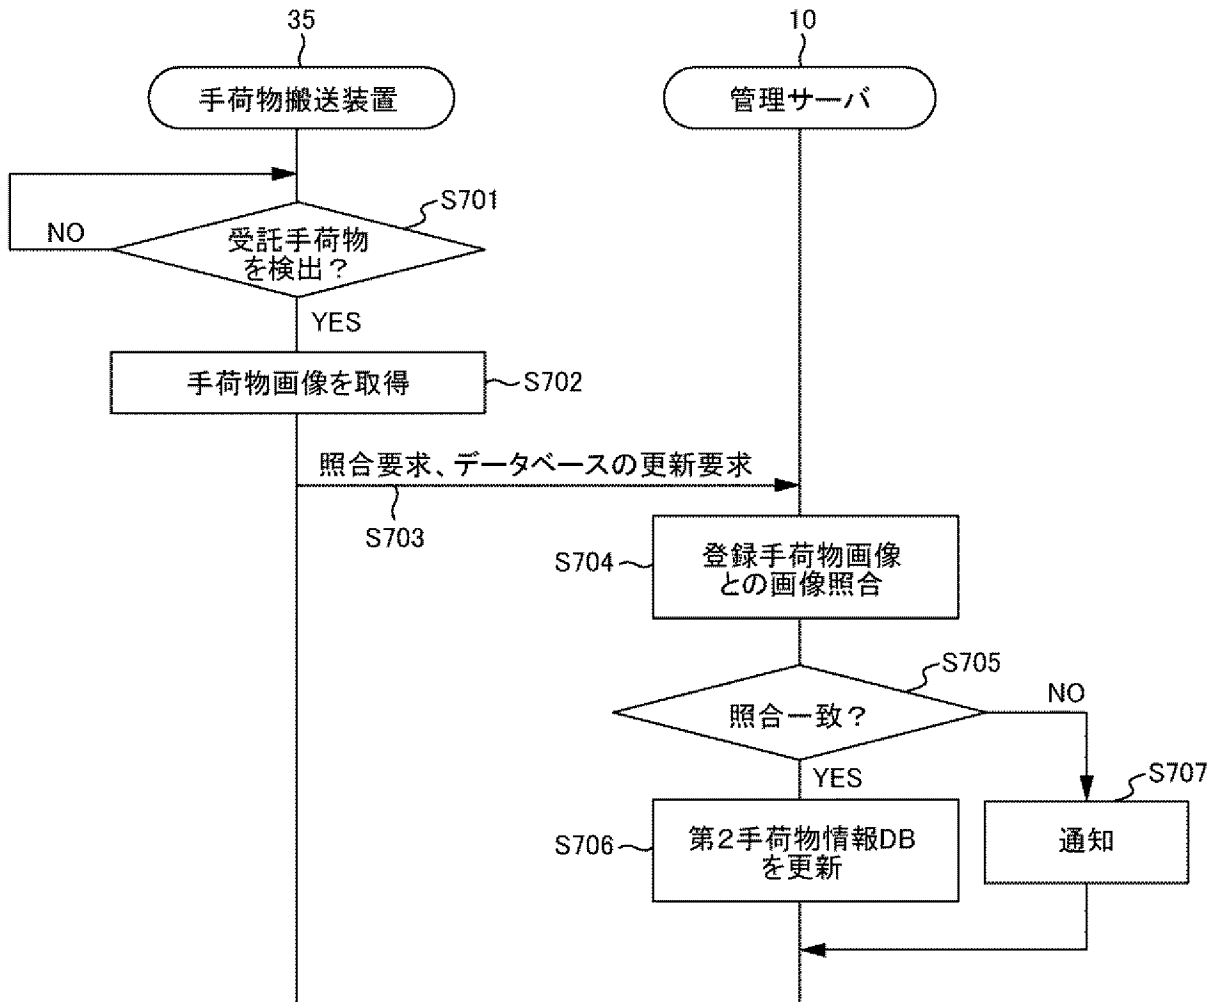 35
10
手荷物搬送装置
管理サーバ
S701
NO
受託手荷物
を検出？
YES
手荷物画像を取得
S702
照合要求、データベースの更新要求
S703
S704
登録手荷物画像
との画像照合
S705
NO
照合一致？
YES
S707
S706
第２手荷物情報DB
を更新
通知